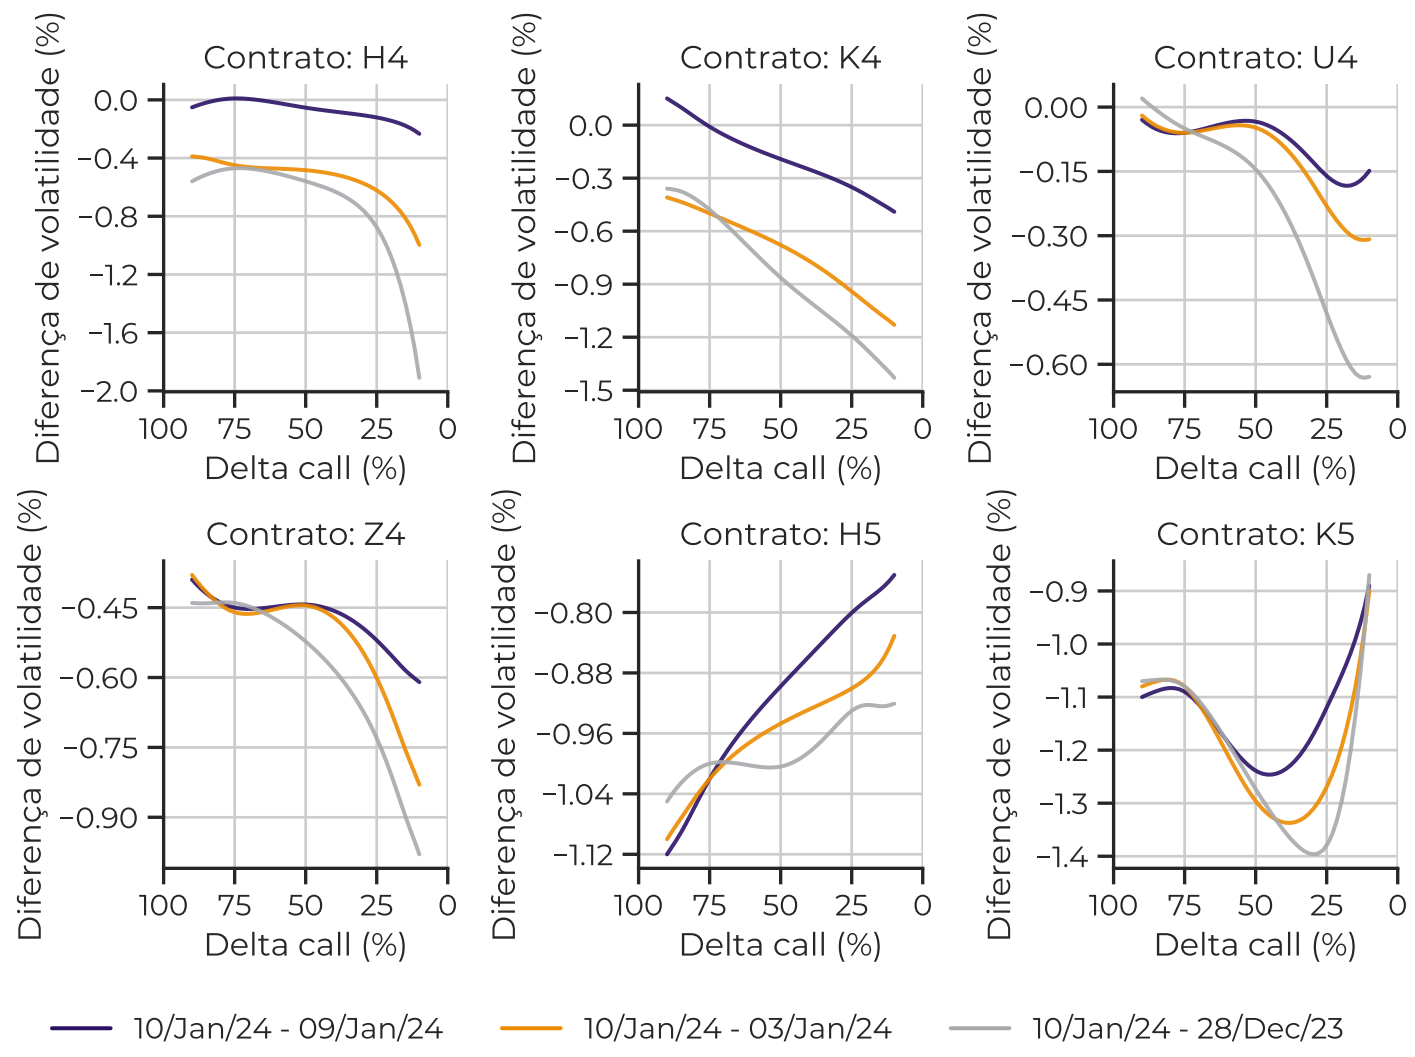 Contrato: H4
Diferença de volatilidade (%)
0.0
−0.4
−0.8
−1.2
−1.6
−2.0
100 75 50 25 0
Delta call (%)
Contrato: K4
Diferença de volatilidade (%)
0.0
−0.3
−0.6
−0.9
−1.2
−1.5
100 75 50 25 0
Delta call (%)
Contrato: U4
Diferença de volatilidade (%)
0.00
−0.15
−0.30
−0.45
−0.60
100 75 50 25 0
Delta call (%)
Contrato: Z4
Diferença de volatilidade (%)
−0.45
−0.60
−0.75
−0.90
100 75 50 25 0
Delta call (%)
Contrato: H5
Diferença de volatilidade (%)
−0.80
−0.88
−0.96
−1.04
−1.12
100 75 50 25 0
Delta call (%)
Contrato: K5
Diferença de volatilidade (%)
−0.9
−1.0
−1.1
−1.2
−1.3
−1.4
100 75 50 25 0
Delta call (%)
10/Jan/24 - 09/Jan/24
10/Jan/24 - 03/Jan/24
10/Jan/24 - 28/Dec/23